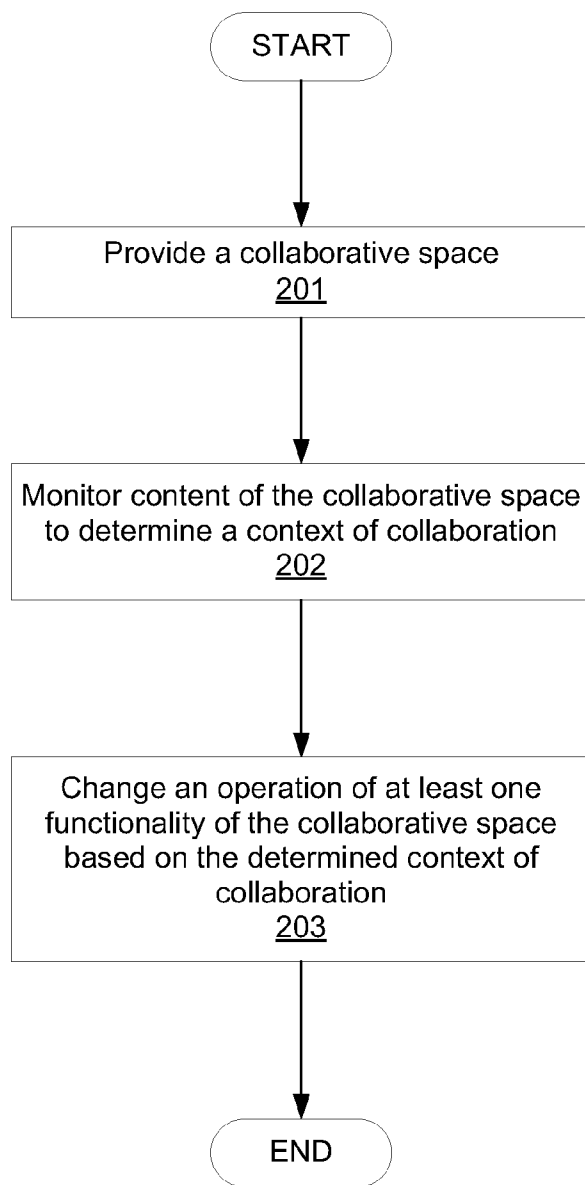 START
Provide a collaborative space
201
Monitor content of the collaborative space
to determine a context of collaboration
202
Change an operation of at least one
functionality of the collaborative space
based on the determined context of
collaboration
203
END